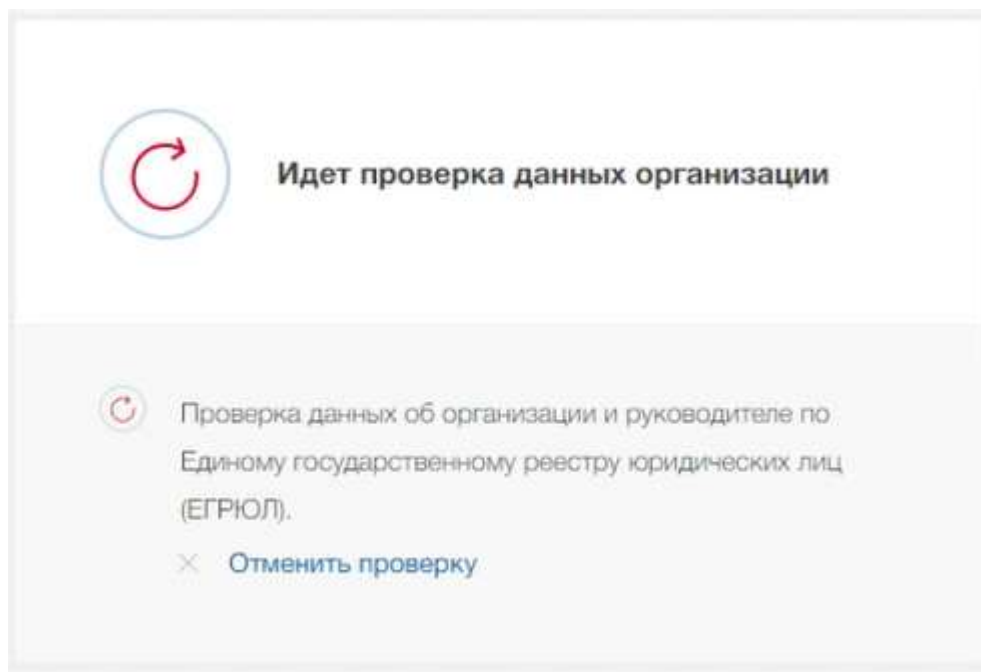 Идет проверка данных организации
Проверка данных об организации и руководителе по
Единому государственному реестру юридических лиц
(ЕГРЮЛ).
Отменить проверку